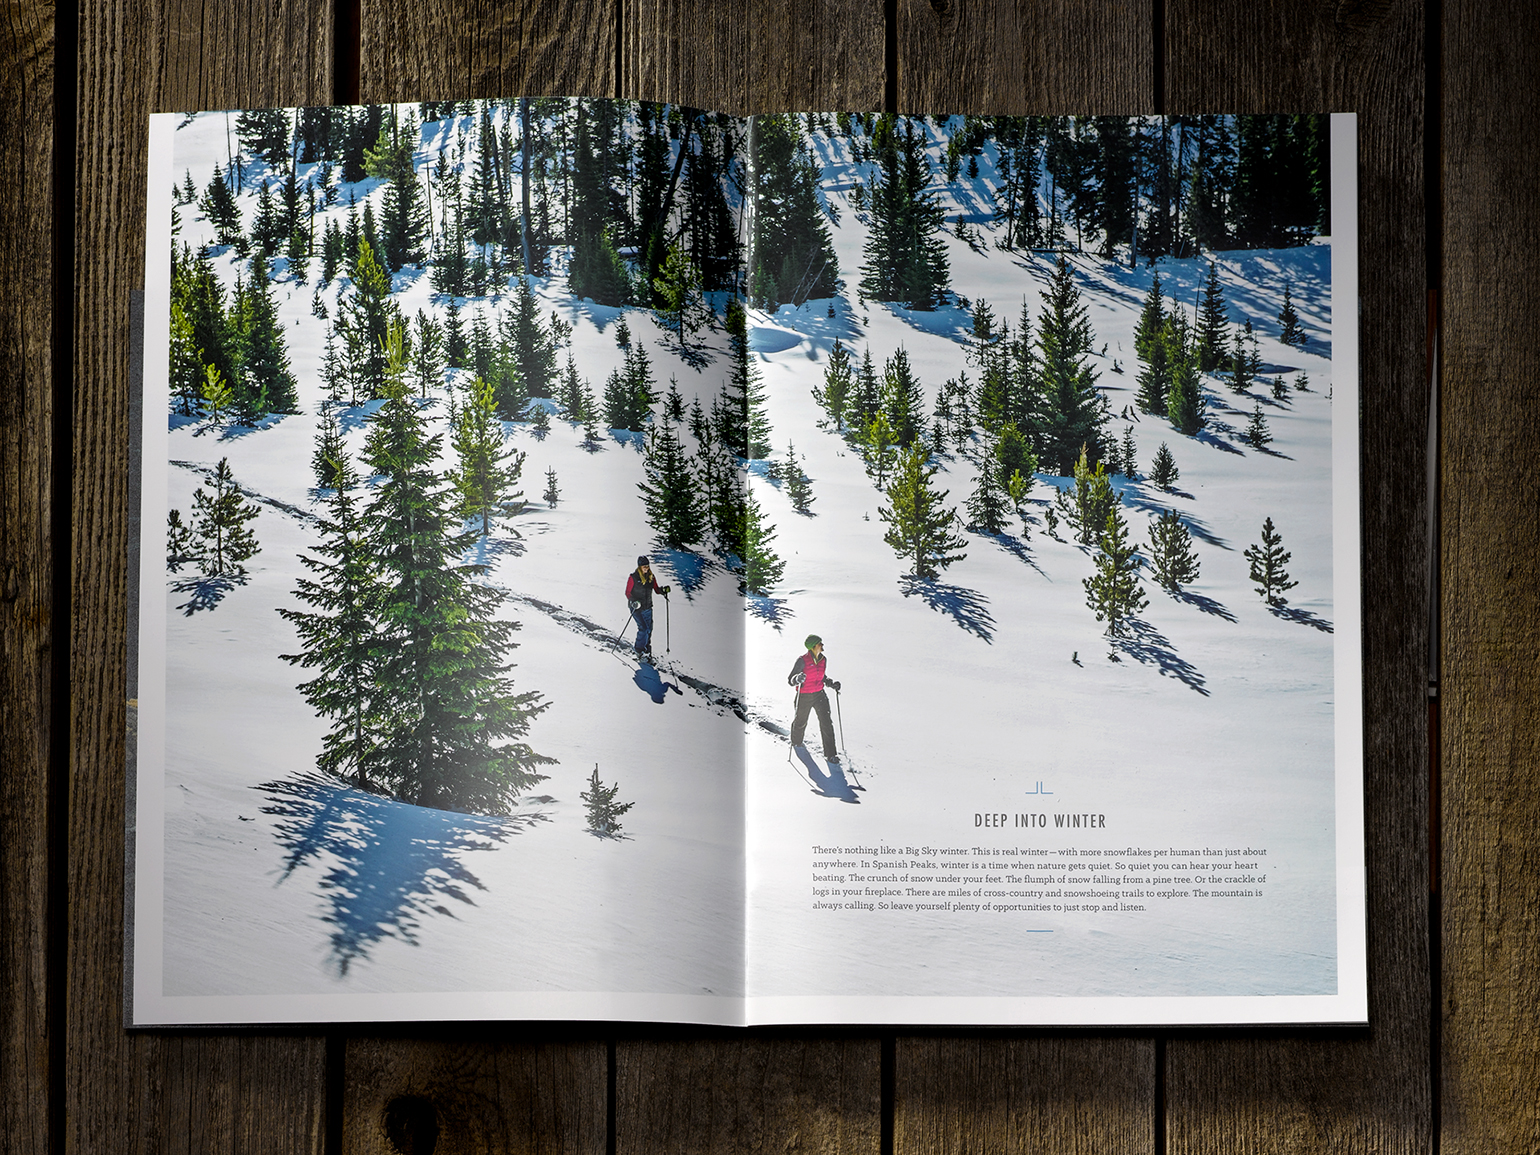 DEEP INTO WINTER
There's nothing like a Big Sky winter. This is real winter—with more snowflakes per human than just about
anywhere. In Spanish Peaks, winter is a time when nature gets quiet. So quiet you can hear your heart
beating. The crunch of snow under your feet. The flumph of snow falling from a pine tree. Or the crackle of
logs in your fireplace. There are miles of cross-country and snowshoeing trails to explore. The mountain is
always calling. So leave yourself plenty of opportunities to just stop and listen.